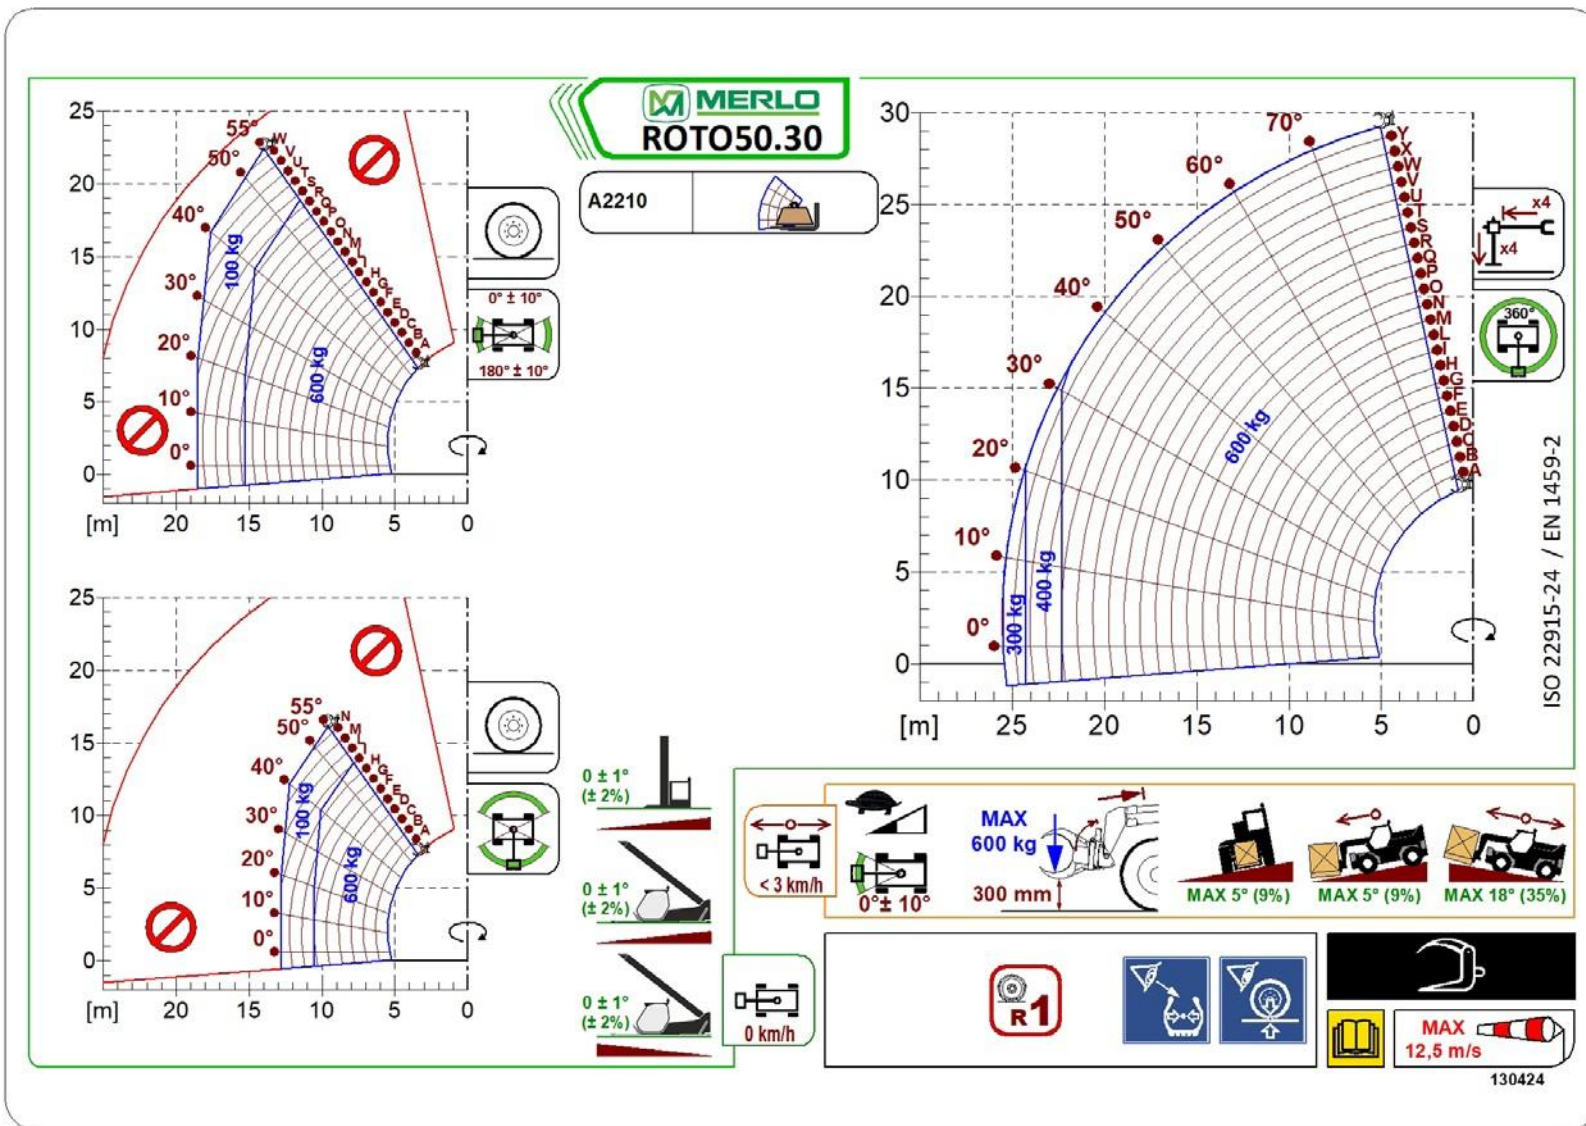 MERLO
ROTO50.30
A2210
25
20
15
10
5
0
[m] 20 15 10 5 0
55°
50°
40°
30°
20°
10°
0°
W
V
U
T
S
R
Q
P
O
N
M
L
I
H
G
F
E
D
C
B
A
100 kg
600 kg
0° ± 10°
180° ± 10°
30
25
20
15
10
5
0
[m] 25 20 15 10 5 0
70°
60°
50°
40°
30°
20°
10°
0°
Y
X
W
V
U
T
S
R
Q
P
O
N
M
L
I
H
G
F
E
D
C
B
A
300 kg
400 kg
600 kg
x4
x4
360°
ISO 22915-24 / EN 1459-2
25
20
15
10
5
0
[m] 20 15 10 5 0
55°
50°
40°
30°
20°
10°
0°
N
M
L
I
H
G
F
E
D
C
B
A
100 kg
600 kg
0 ± 1°
(± 2%)
0 ± 1°
(± 2%)
0 ± 1°
(± 2%)
< 3 km/h
0°± 10°
MAX
600 kg
300 mm
MAX 5° (9%)
MAX 5° (9%)
MAX 18° (35%)
0 km/h
R1
MAX
12,5 m/s
130424